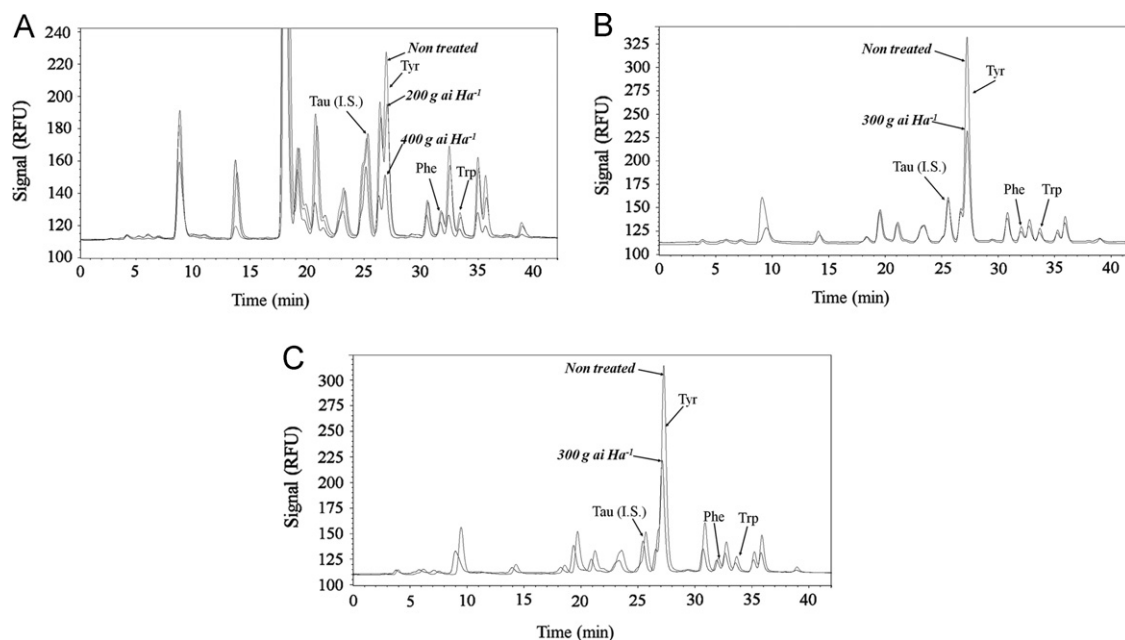 A
240
220
200
180
160
140
120
100
Signal (RFU)
Non treated
Tyr
200 g ai Ha-1
Tau (I.S.)
400 g ai Ha-1
Phe
Trp
0 5 10 15 20 25 30 35 40
Time (min)
B
325
300
275
250
225
200
175
150
125
100
Signal (RFU)
Non treated
Tyr
300 g ai Ha-1
Tau (I.S.)
Phe
Trp
0 5 10 15 20 25 30 35 40
Time (min)
C
300
275
250
225
200
175
150
125
100
Signal (RFU)
Non treated
Tyr
300 g ai Ha-1
Tau (I.S.)
Phe
Trp
0 5 10 15 20 25 30 35 40
Time (min)